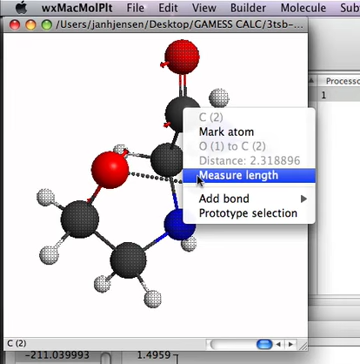 wxMacMolPlt File Edit View Builder Molecule Sub
/Users/janhjensen/Desktop/GAMESS CALC/3tsb-...
Processo
1
C (2)
Mark atom
O (1) to C (2)
Distance: 2.318896
Measure length
Add bond
Prototype selection
C (2)
-211.039993 1.4959